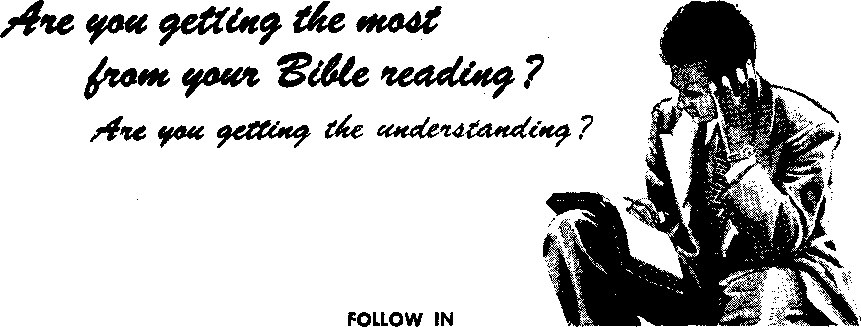 Are you getting the most
from your Bible reading?
Are you getting the understanding?
FOLLOW IN